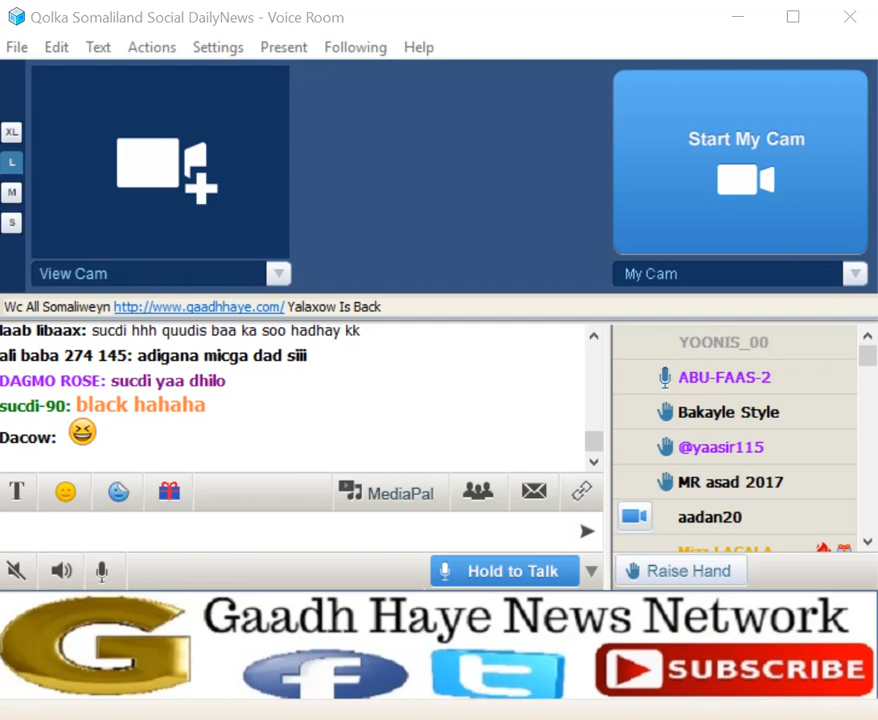 Qolka Somaliland Social DailyNews - Voice Room
File Edit Text Actions Settings Present Following Help
XL
L
M
S
Start My Cam
View Cam
My Cam
Wc All Somaliweyn http://www.gaadhhaye.com/ Yalaxow Is Back
laab libaax: sucdi hhh quudis baa ka soo hadhay kk
ali baba 274 145: adigana micga dad siii
DAGMO ROSE: sucdi yaa dhilo
sucdi-90: black hahaha
Dacow:
YOONIS_00
ABU-FAAS-2
Bakayle Style
@yaasir115
MR asad 2017
aadan20
T
MediaPal
Hold to Talk
Raise Hand
G
Gaadh Haye News Network
f t SUBSCRIBE